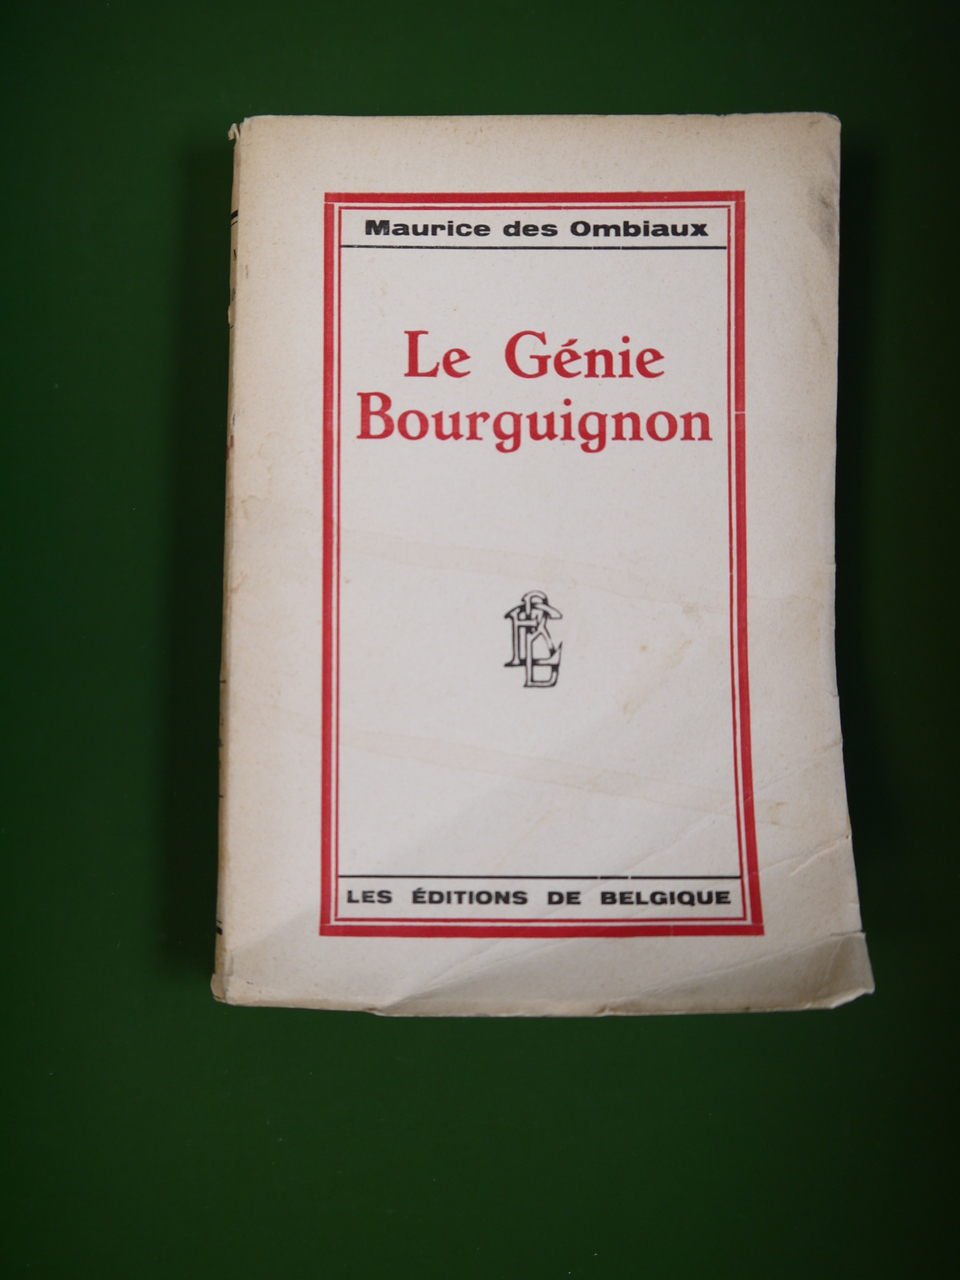 Maurice des Ombiaux
Le Génie
Bourguignon
LES ÉDITIONS DE BELGIQUE